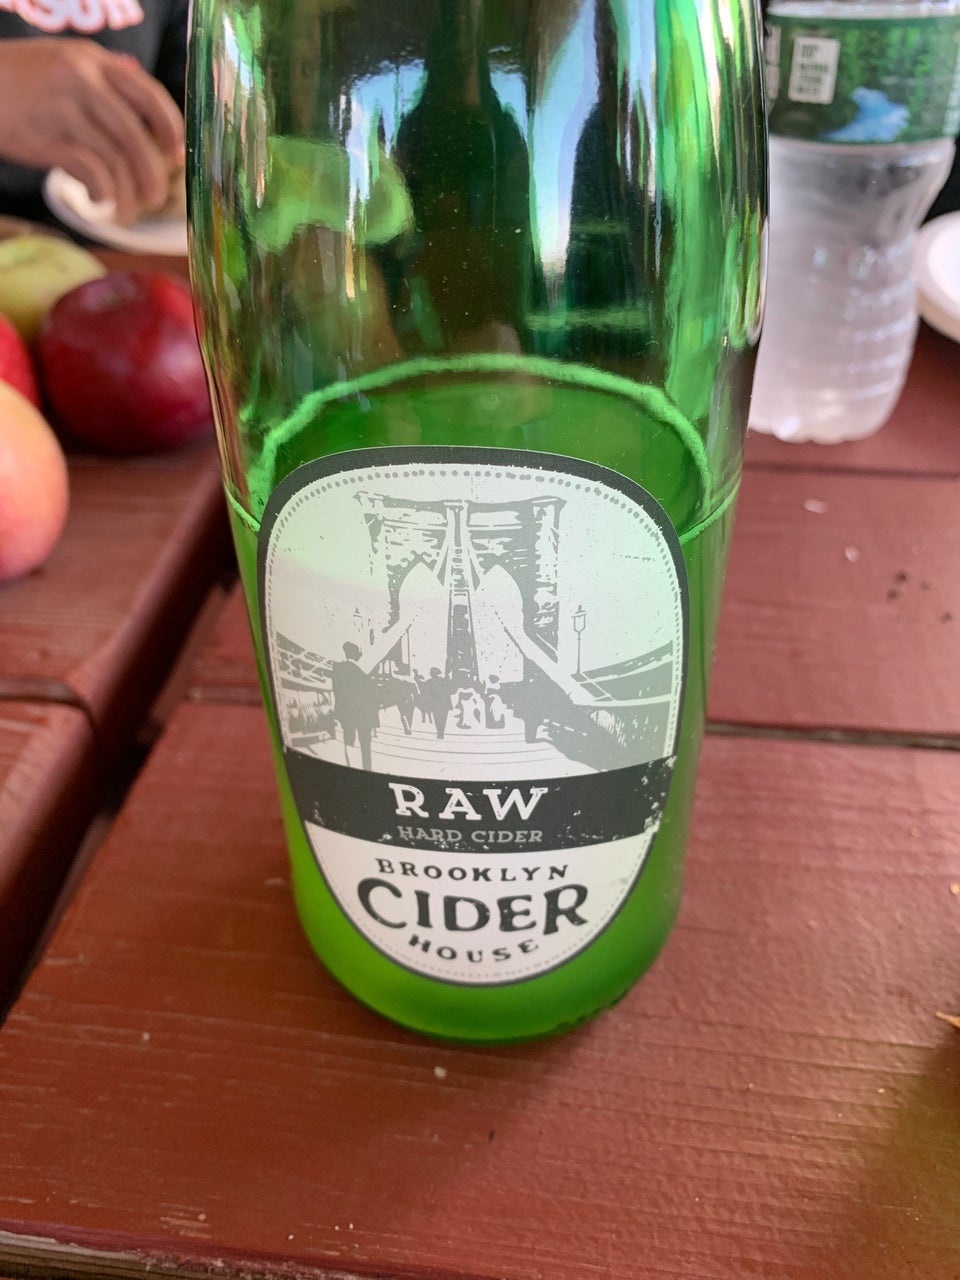 RAW
HARD CIDER
BROOKLYN
CIDER
HOUSE